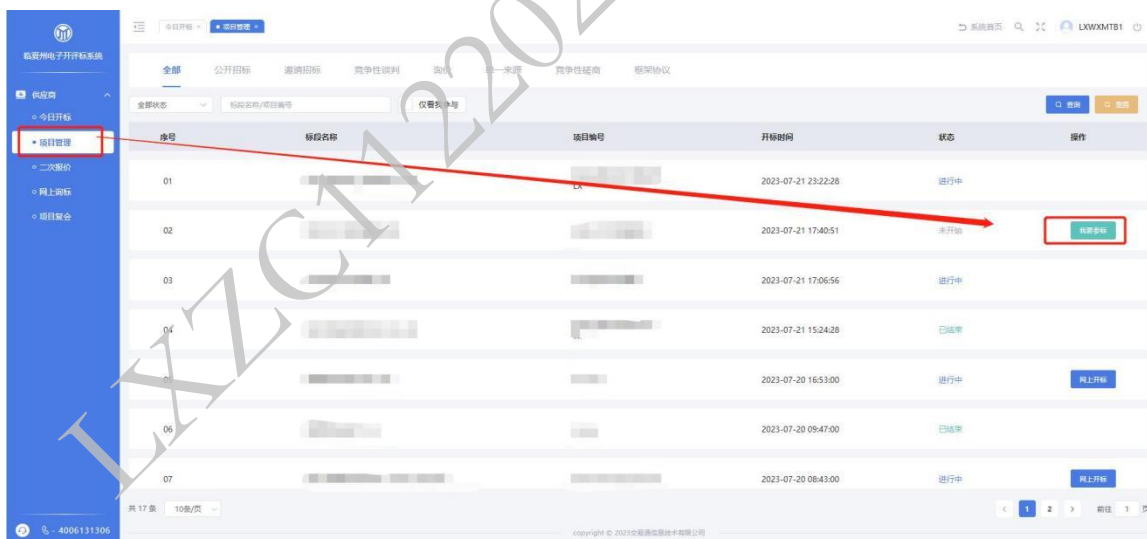 临夏州电子开评标系统
今日开标 × • 项目管理 ×
系统首页 LXWXMTB1
供应商
今日开标
项目管理
二次报价
网上询标
项目复会
全部 公开招标 邀请招标 竞争性谈判 询价 单一来源 竞争性磋商 框架协议
全部状态 标段名称/项目编号 仅看我参与 查询
序号 标段名称 项目编号 开标时间 状态 操作
01 LX 2023-07-21 23:22:28 进行中
02 2023-07-21 17:40:51 未开始 我要参标
03 2023-07-21 17:06:56 进行中
04 2023-07-21 15:24:28 已结束
05 2023-07-20 16:53:00 进行中 网上开标
06 2023-07-20 09:47:00 已结束
07 2023-07-20 08:43:00 进行中 网上开标
共 17 条 10条/页 < 1 2 > 前往 1 页
- 4006131306
LXZC11202